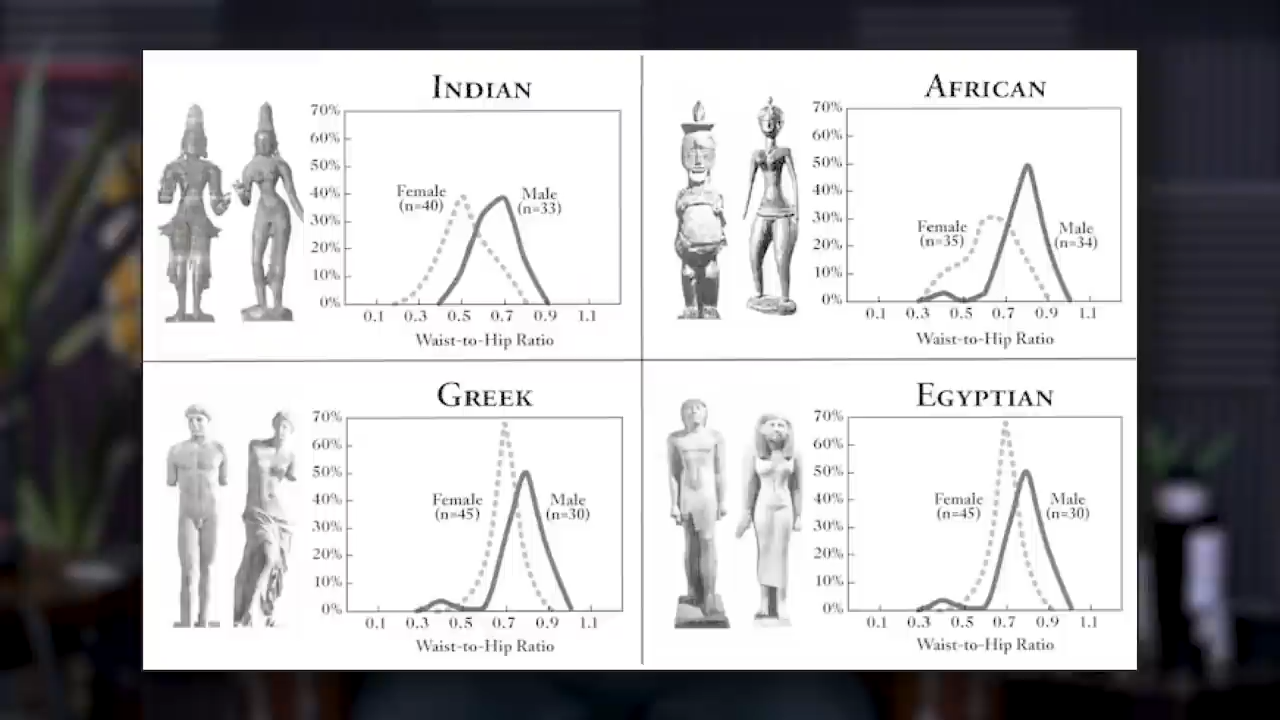 INDIAN
70%
60%
50%
40%
30%
20%
10%
0%
Female
(n=40)
Male
(n=33)
0.1 0.3 0.5 0.7 0.9 1.1
Waist-to-Hip Ratio
AFRICAN
70%
60%
50%
40%
30%
20%
10%
0%
Female
(n=35)
Male
(n=34)
0.1 0.3 0.5 0.7 0.9 1.1
Waist-to-Hip Ratio
GREEK
70%
60%
50%
40%
30%
20%
10%
0%
Female
(n=45)
Male
(n=30)
0.1 0.3 0.5 0.7 0.9 1.1
Waist-to-Hip Ratio
EGYPTIAN
70%
60%
50%
40%
30%
20%
10%
0%
Female
(n=45)
Male
(n=30)
0.1 0.3 0.5 0.7 0.9 1.1
Waist-to-Hip Ratio